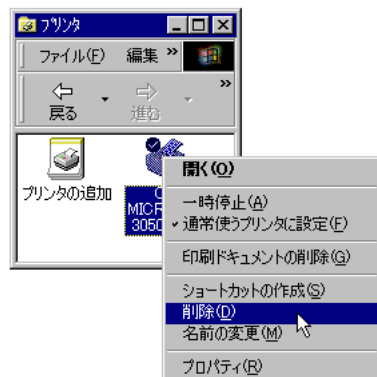 プリンタ
ファイル(F) 編集 »
戻る 進む »
プリンタの追加
MICR
3050
開く(O)
一時停止(A)
通常使うプリンタに設定(F)
印刷ドキュメントの削除(G)
ショートカットの作成(S)
削除(D)
名前の変更(M)
プロパティ(R)